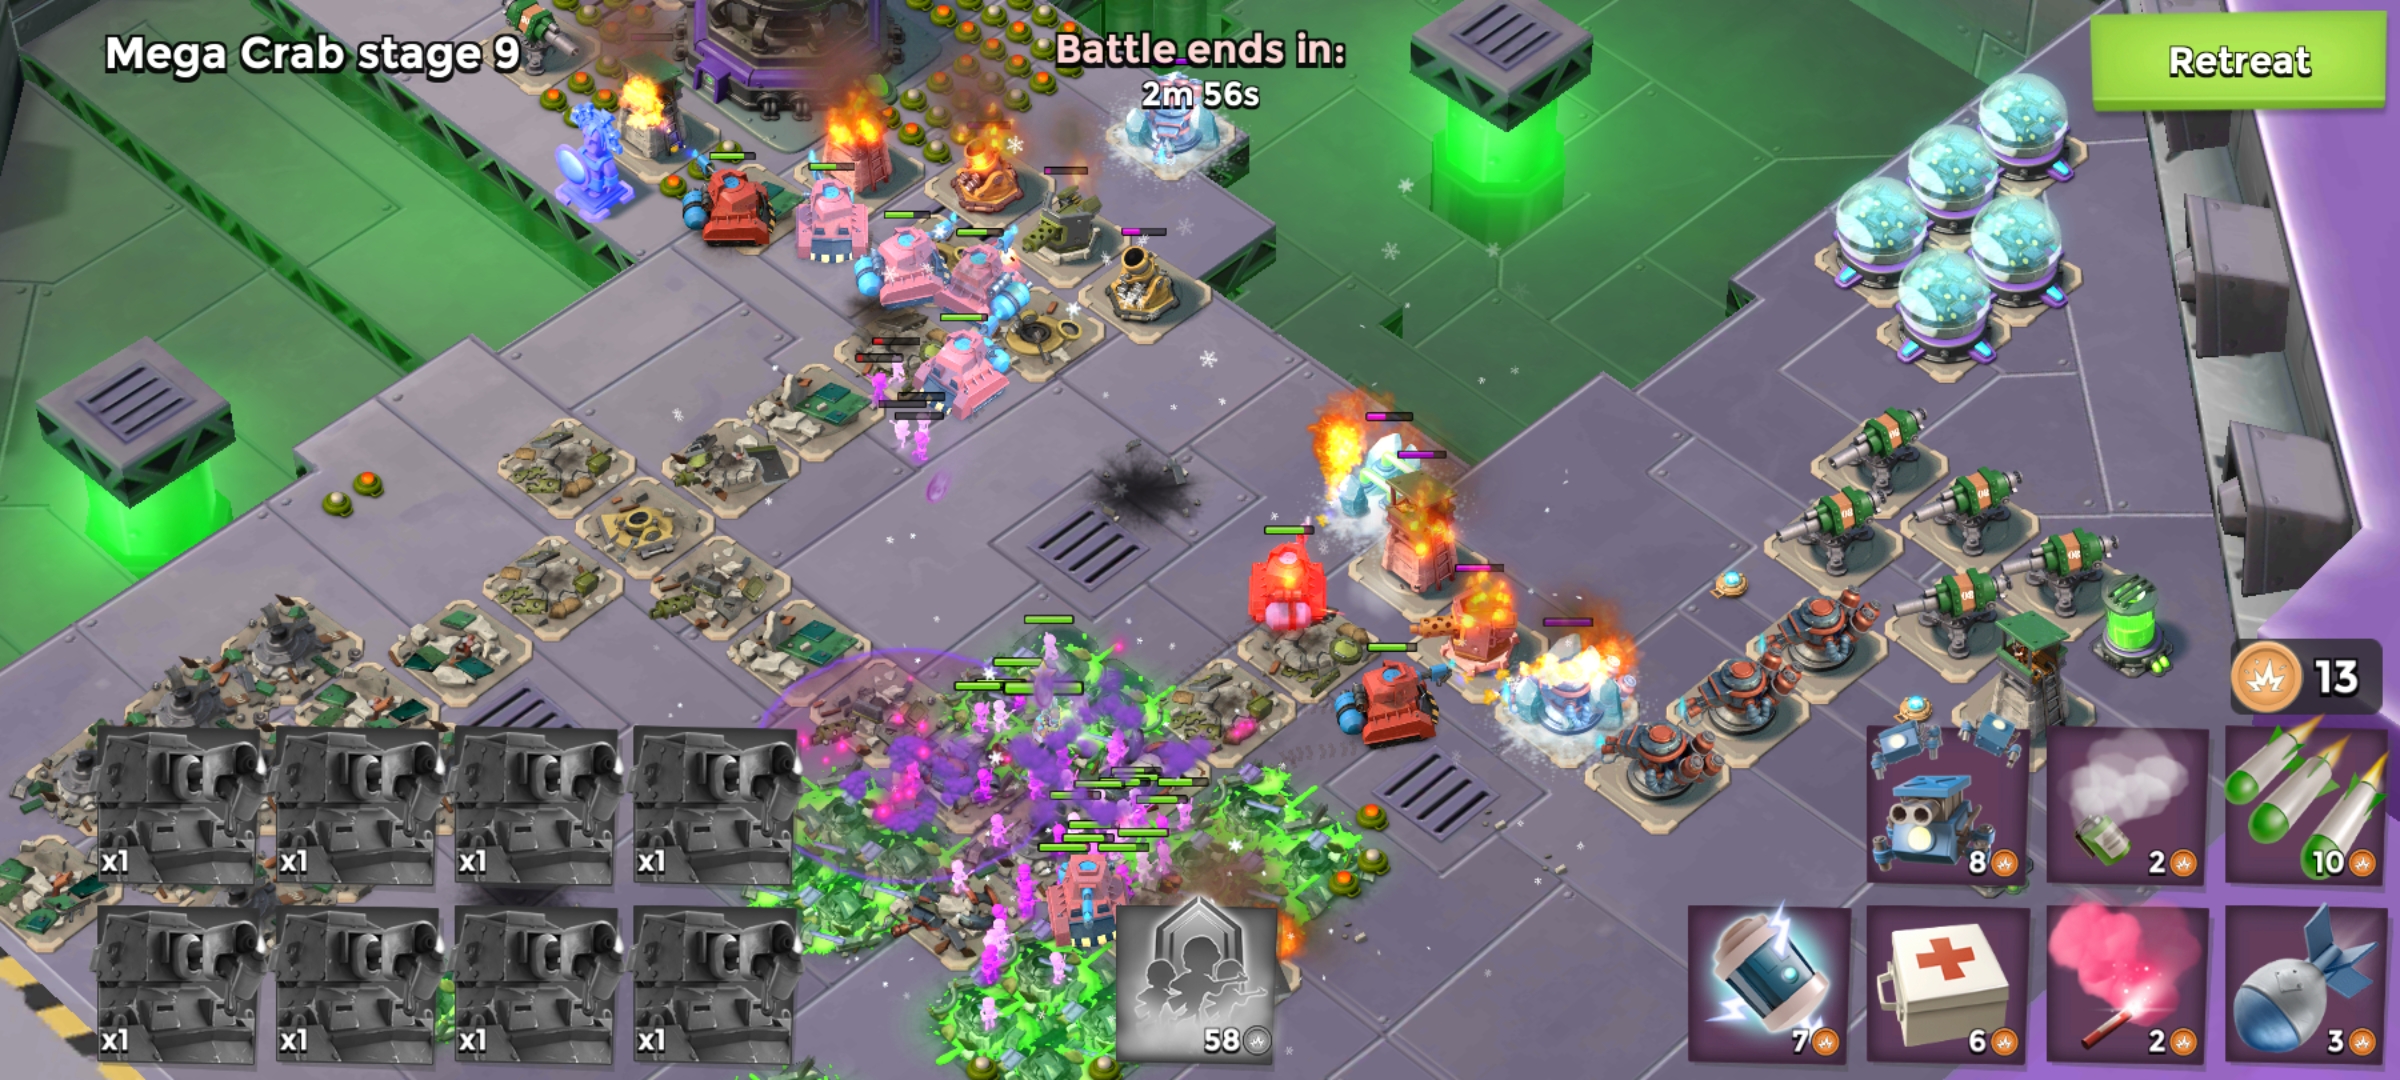 Mega Crab stage 9
Battle ends in:
2m 56s
Retreat
13
x1
x1
x1
x1
8
2
10
x1
x1
x1
x1
58
7
6
2
3